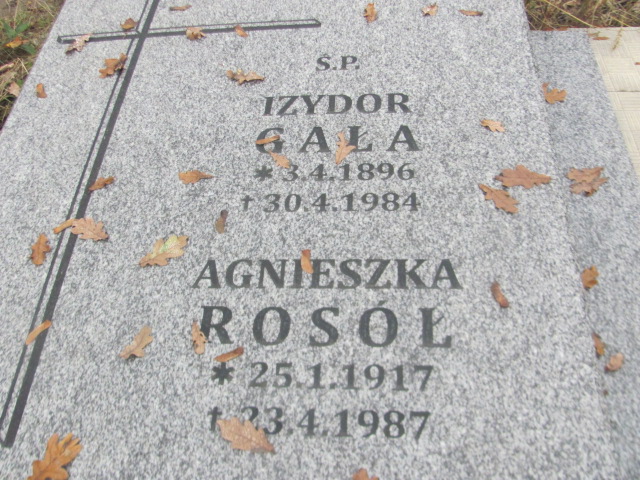 Ś.P.
IZYDOR
GAŁA
* 3.4.1896
† 30.4.1984
AGNIESZKA
ROSÓŁ
* 25.1.1917
† 23.4.1987